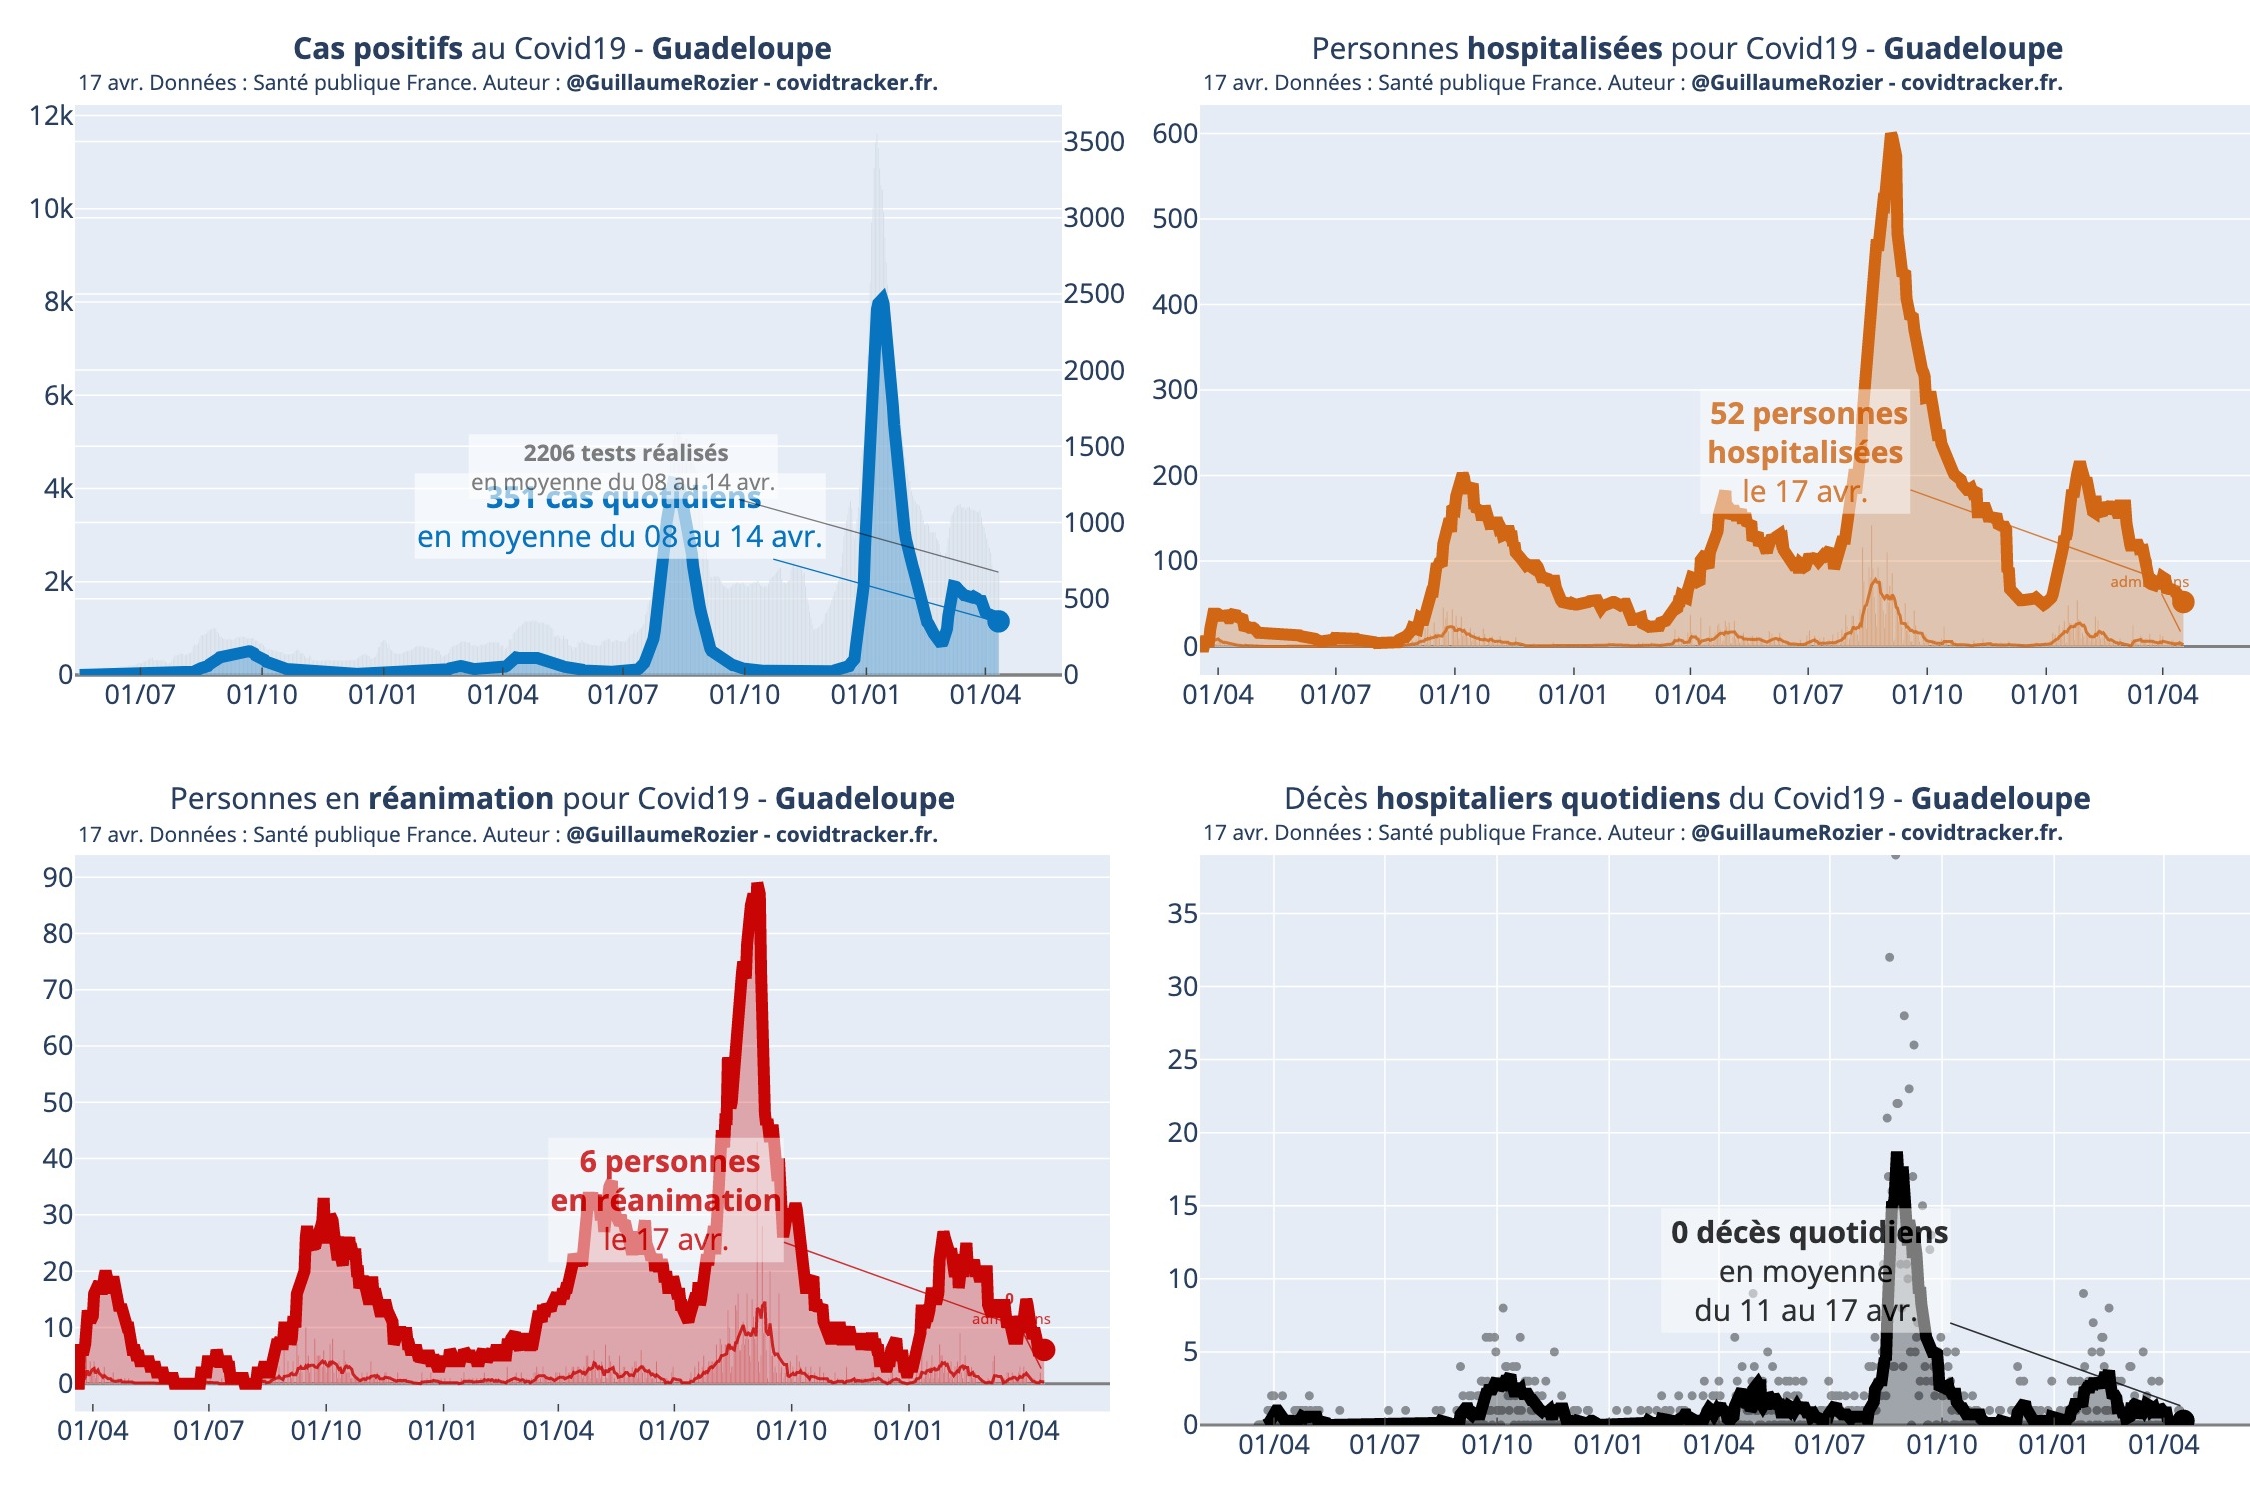 Cas positifs au Covid19 - Guadeloupe
17 avr. Données : Santé publique France. Auteur : @GuillaumeRozier - covidtracker.fr.
12k
10k
8k
6k
4k
2k
0
3500
3000
2500
2000
1500
1000
500
0
2206 tests réalisés
en moyenne du 08 au 14 avr.
351 cas quotidiens
en moyenne du 08 au 14 avr.
01/07 01/10 01/01 01/04 01/07 01/10 01/01 01/04
Personnes hospitalisées pour Covid19 - Guadeloupe
17 avr. Données : Santé publique France. Auteur : @GuillaumeRozier - covidtracker.fr.
600
500
400
300
200
100
0
52 personnes
hospitalisées
le 17 avr.
01/04 01/07 01/10 01/01 01/04 01/07 01/10 01/01 01/04
Personnes en réanimation pour Covid19 - Guadeloupe
17 avr. Données : Santé publique France. Auteur : @GuillaumeRozier - covidtracker.fr.
90
80
70
60
50
40
30
20
10
0
6 personnes
en réanimation
le 17 avr.
0
01/04 01/07 01/10 01/01 01/04 01/07 01/10 01/01 01/04
Décès hospitaliers quotidiens du Covid19 - Guadeloupe
17 avr. Données : Santé publique France. Auteur : @GuillaumeRozier - covidtracker.fr.
35
30
25
20
15
10
5
0
0 décès quotidiens
en moyenne
du 11 au 17 avr.
01/04 01/07 01/10 01/01 01/04 01/07 01/10 01/01 01/04